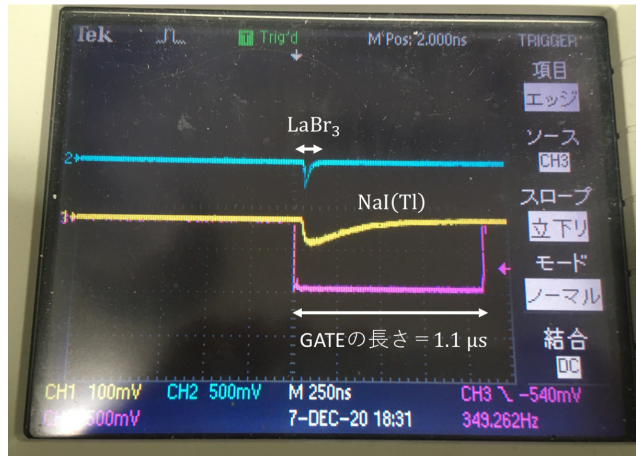 Tek Trig'd M Pos: 2.000ns TRIGGER
項目
エッジ
LaBr₃
ソース
CH3
2
NaI(Tl)
スロープ
立下り
モード
ノーマル
GATEの長さ = 1.1 μs
結合
DC
CH1 100mV CH2 500mV M 250ns CH3 -540mV
500mV 7-DEC-20 18:31 349.262Hz